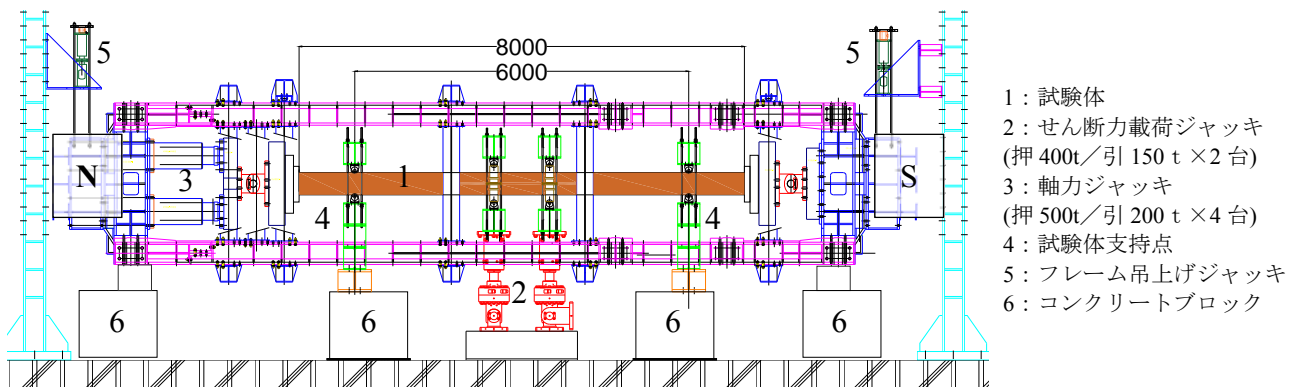 5
8000
6000
5
N
3
1
S
4
4
2
6
6
6
6
1：試験体
2：せん断力載荷ジャッキ
(押 400t／引 150ｔ×2 台)
3：軸力ジャッキ
(押 500t／引 200ｔ×4 台)
4：試験体支持点
5：フレーム吊上げジャッキ
6：コンクリートブロック